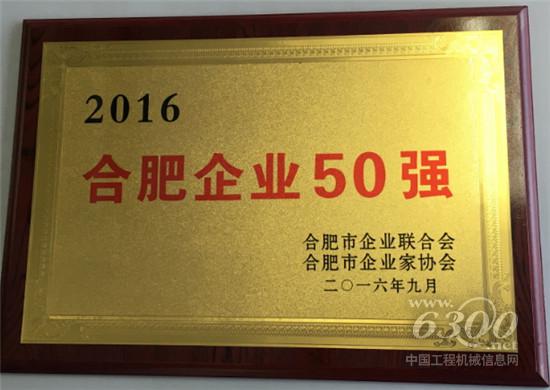 2016
合肥企业50强
合肥市企业联合会
合肥市企业家协会
二〇一六年九月
www.6300.net
中国工程机械信息网